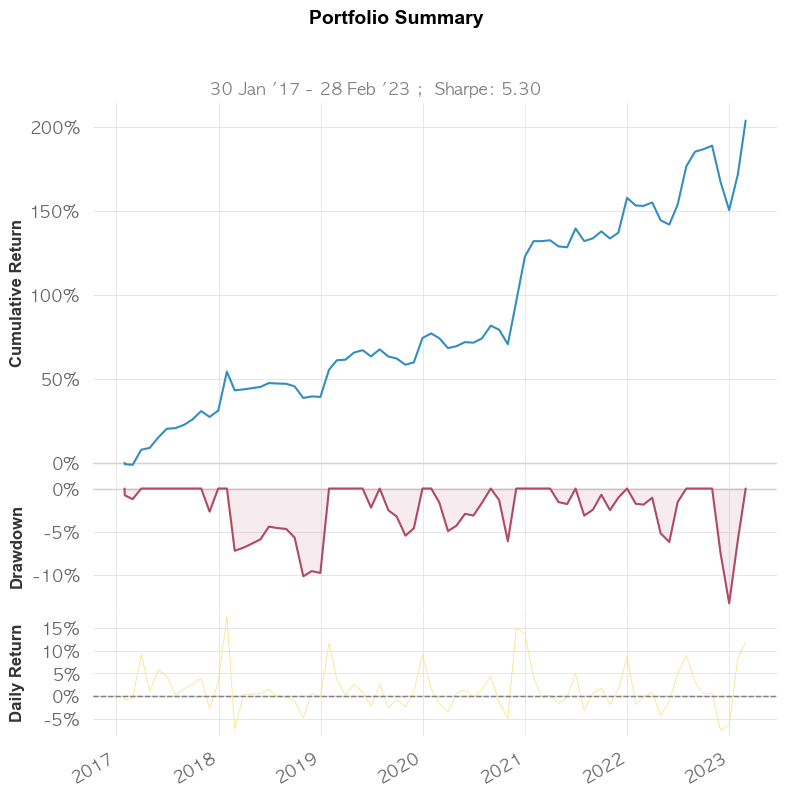 Portfolio Summary
30 Jan '17 - 28 Feb '23 ;  Sharpe: 5.30
Cumulative Return
200%
150%
100%
50%
0%
Drawdown
0%
-5%
-10%
Daily Return
15%
10%
5%
0%
-5%
2017 2018 2019 2020 2021 2022 2023